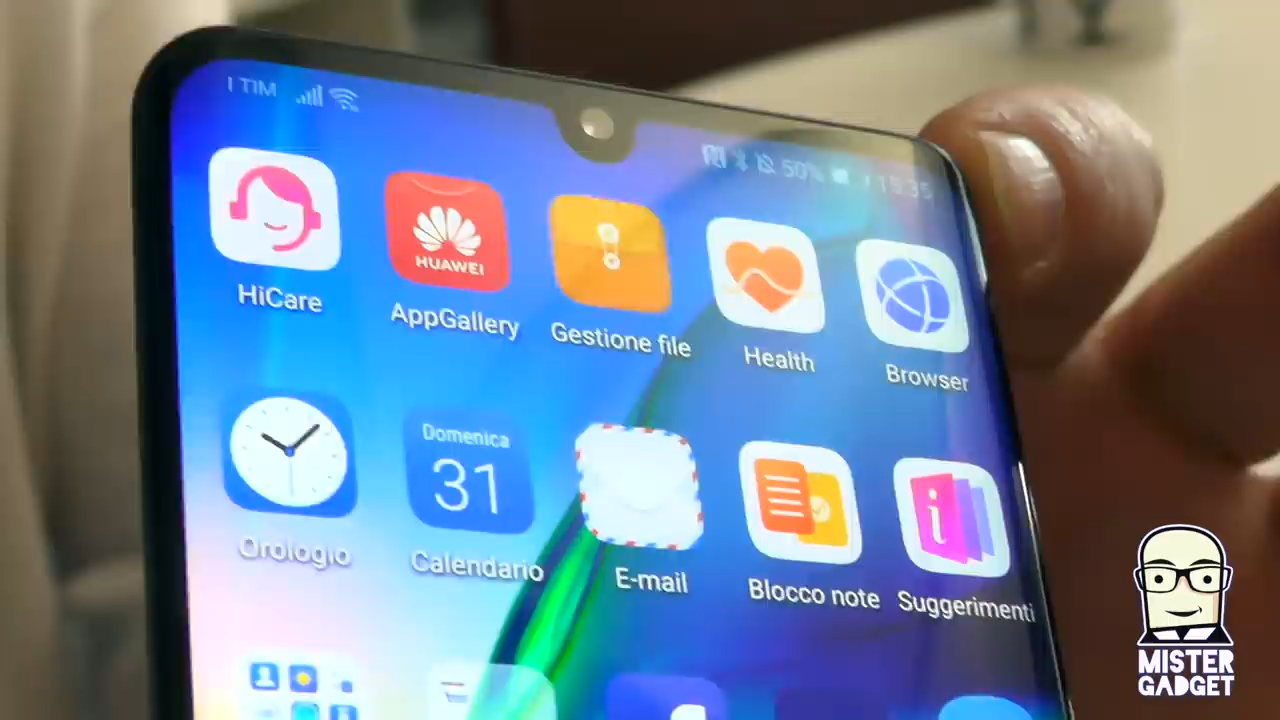 TIM
50%
HiCare
HUAWEI
AppGallery
Gestione file
Health
Browser
Orologio
Domenica
31
Calendario
E-mail
Blocco note
i
Suggerimenti
MISTER
GADGET